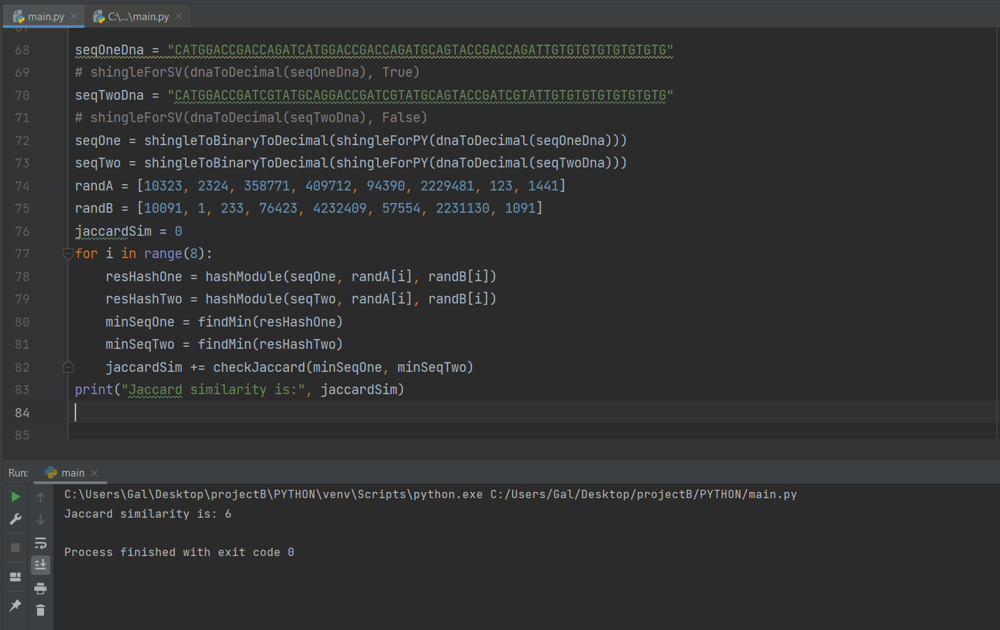 main.py C:\...\main.py
67
68 seqOneDna = "CATGGACCGACCAGATCATGGACCGACCAGATGCAGTACCGACCAGATTGTGTGTGTGTGTGTG"
69 # shingleForSV(dnaToDecimal(seqOneDna), True)
70 seqTwoDna = "CATGGACCGATCGTATGCAGGACCGATCGTATGCAGTACCGATCGTATTGTGTGTGTGTGTGTG"
71 # shingleForSV(dnaToDecimal(seqTwoDna), False)
72 seqOne = shingleToBinaryToDecimal(shingleForPY(dnaToDecimal(seqOneDna)))
73 seqTwo = shingleToBinaryToDecimal(shingleForPY(dnaToDecimal(seqTwoDna)))
74 randA = [10323, 2324, 358771, 409712, 94390, 2229481, 123, 1441]
75 randB = [10091, 1, 233, 76423, 4232409, 57554, 2231130, 1091]
76 jaccardSim = 0
77 for i in range(8):
78 resHashOne = hashModule(seqOne, randA[i], randB[i])
79 resHashTwo = hashModule(seqTwo, randA[i], randB[i])
80 minSeqOne = findMin(resHashOne)
81 minSeqTwo = findMin(resHashTwo)
82 jaccardSim += checkJaccard(minSeqOne, minSeqTwo)
83 print("Jaccard similarity is:", jaccardSim)
84
85
Run: main
C:\Users\Gal\Desktop\projectB\PYTHON\venv\Scripts\python.exe C:/Users/Gal/Desktop/projectB/PYTHON/main.py
Jaccard similarity is: 6
Process finished with exit code 0